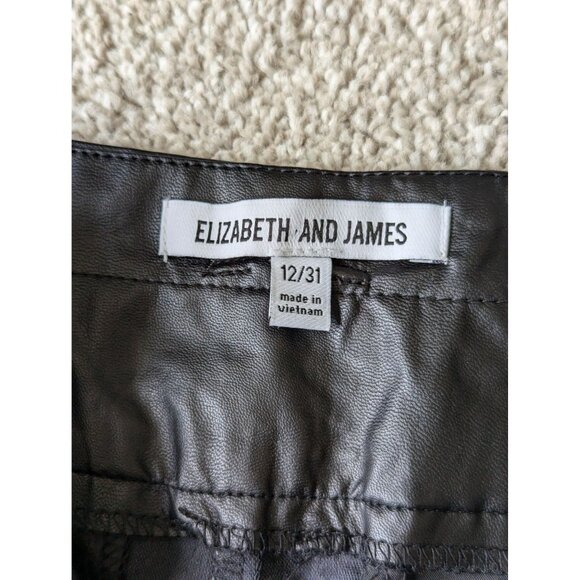 ELIZABETH AND JAMES
12/31
made in
vietnam